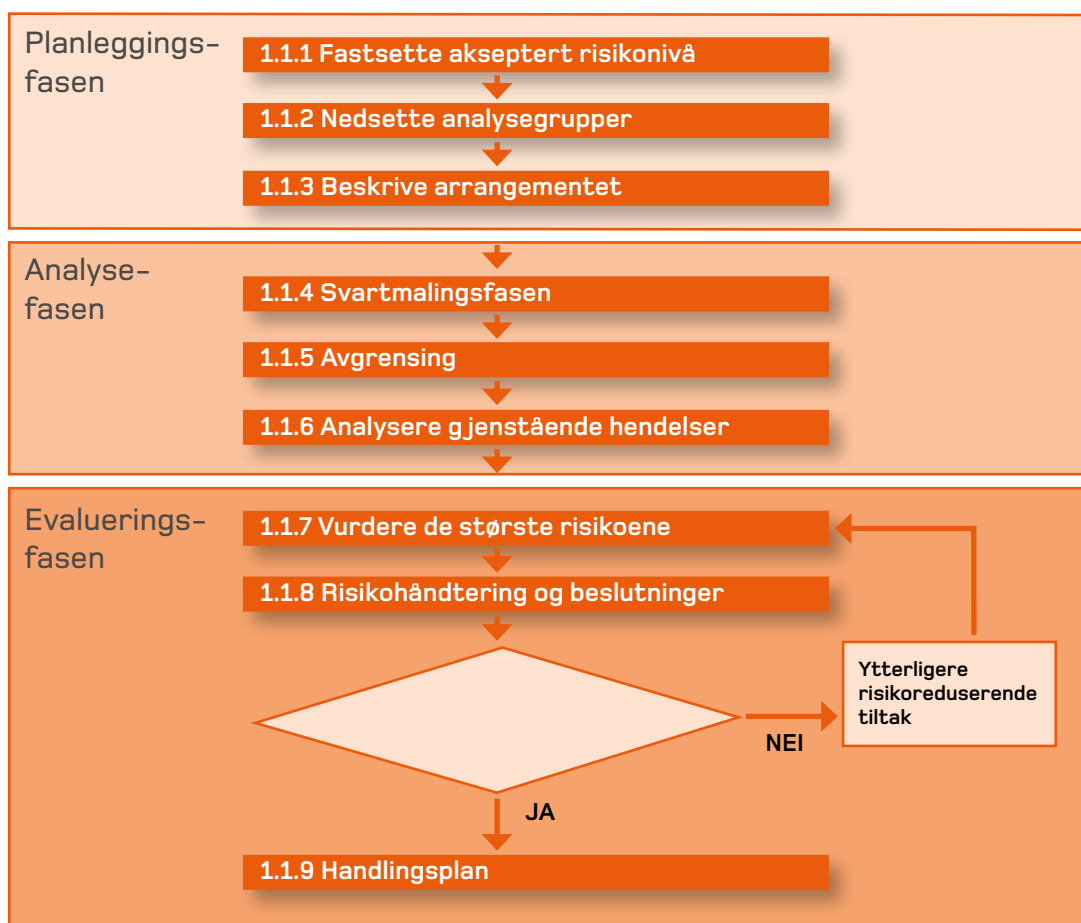 Planleggings-
fasen
1.1.1 Fastsette akseptert risikonivå
1.1.2 Nedsette analysegrupper
1.1.3 Beskrive arrangementet
Analyse-
fasen
1.1.4 Svartmalingsfasen
1.1.5 Avgrensing
1.1.6 Analysere gjenstående hendelser
Evaluerings-
fasen
1.1.7 Vurdere de største risikoene
1.1.8 Risikohåndtering og beslutninger
Ytterligere
risikoreduserende
tiltak
NEI
JA
1.1.9 Handlingsplan